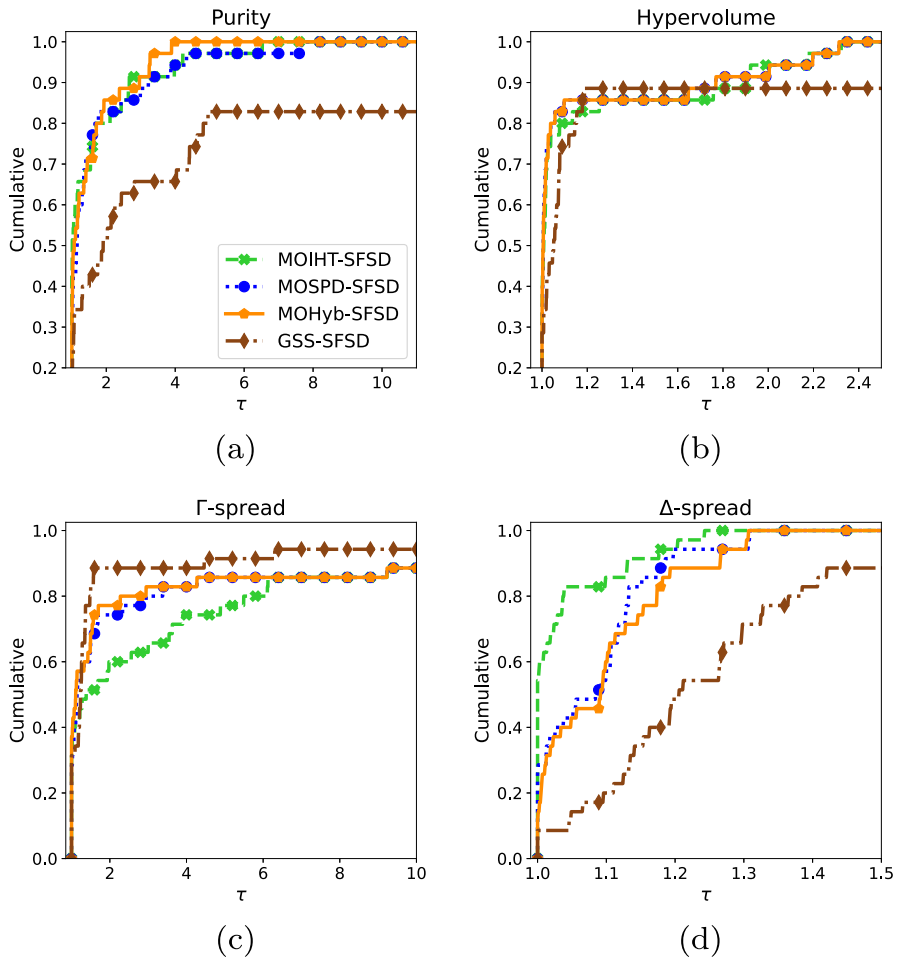 Purity
Cumulative
1.0
0.9
0.8
0.7
0.6
0.5
0.4
0.3
0.2
2 4 6 8 10
τ
MOIHT-SFSD
MOSPD-SFSD
MOHyb-SFSD
GSS-SFSD
(a)
Hypervolume
Cumulative
1.0
0.9
0.8
0.7
0.6
0.5
0.4
0.3
0.2
1.0 1.2 1.4 1.6 1.8 2.0 2.2 2.4
τ
(b)
Γ-spread
Cumulative
1.0
0.8
0.6
0.4
0.2
0.0
2 4 6 8 10
τ
(c)
Δ-spread
Cumulative
1.0
0.8
0.6
0.4
0.2
0.0
1.0 1.1 1.2 1.3 1.4 1.5
τ
(d)